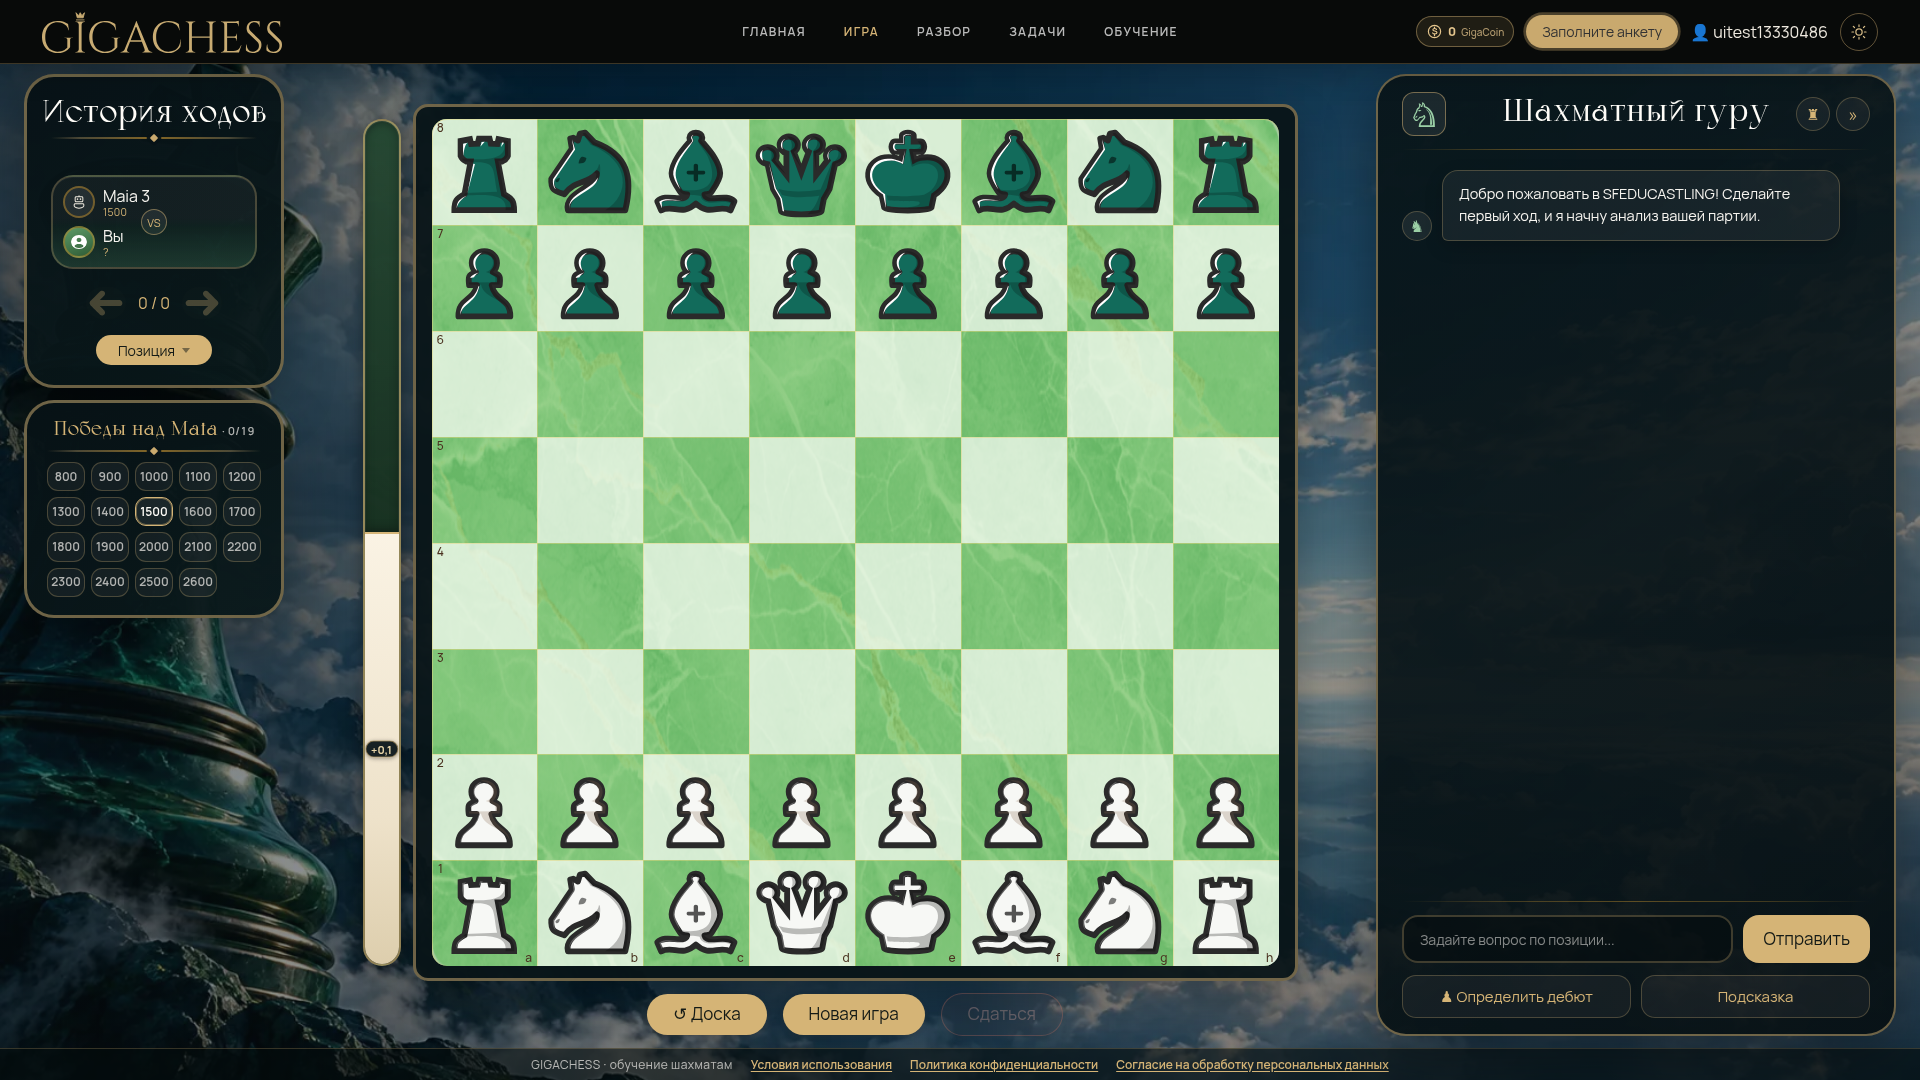 GIGACHESS
ГЛАВНАЯ
ИГРА
РАЗБОР
ЗАДАЧИ
ОБУЧЕНИЕ
0 GigaCoin
Заполните анкету
uitest13330486
История ходов
Maia 3
1500
VS
Вы
?
0 / 0
Позиция
Победы над Maia · 0/19
800 900 1000 1100 1200
1300 1400 1500 1600 1700
1800 1900 2000 2100 2200
2300 2400 2500 2600
+0,1
8
7
6
5
4
3
2
1
a b c d e f g h
↺ Доска
Новая игра
Сдаться
Шахматный гуру
»
Добро пожаловать в SFEDUCASTLING! Сделайте
первый ход, и я начну анализ вашей партии.
Задайте вопрос по позиции...
Отправить
Определить дебют
Подсказка
GIGACHESS · обучение шахматам
Условия использования
Политика конфиденциальности
Согласие на обработку персональных данных